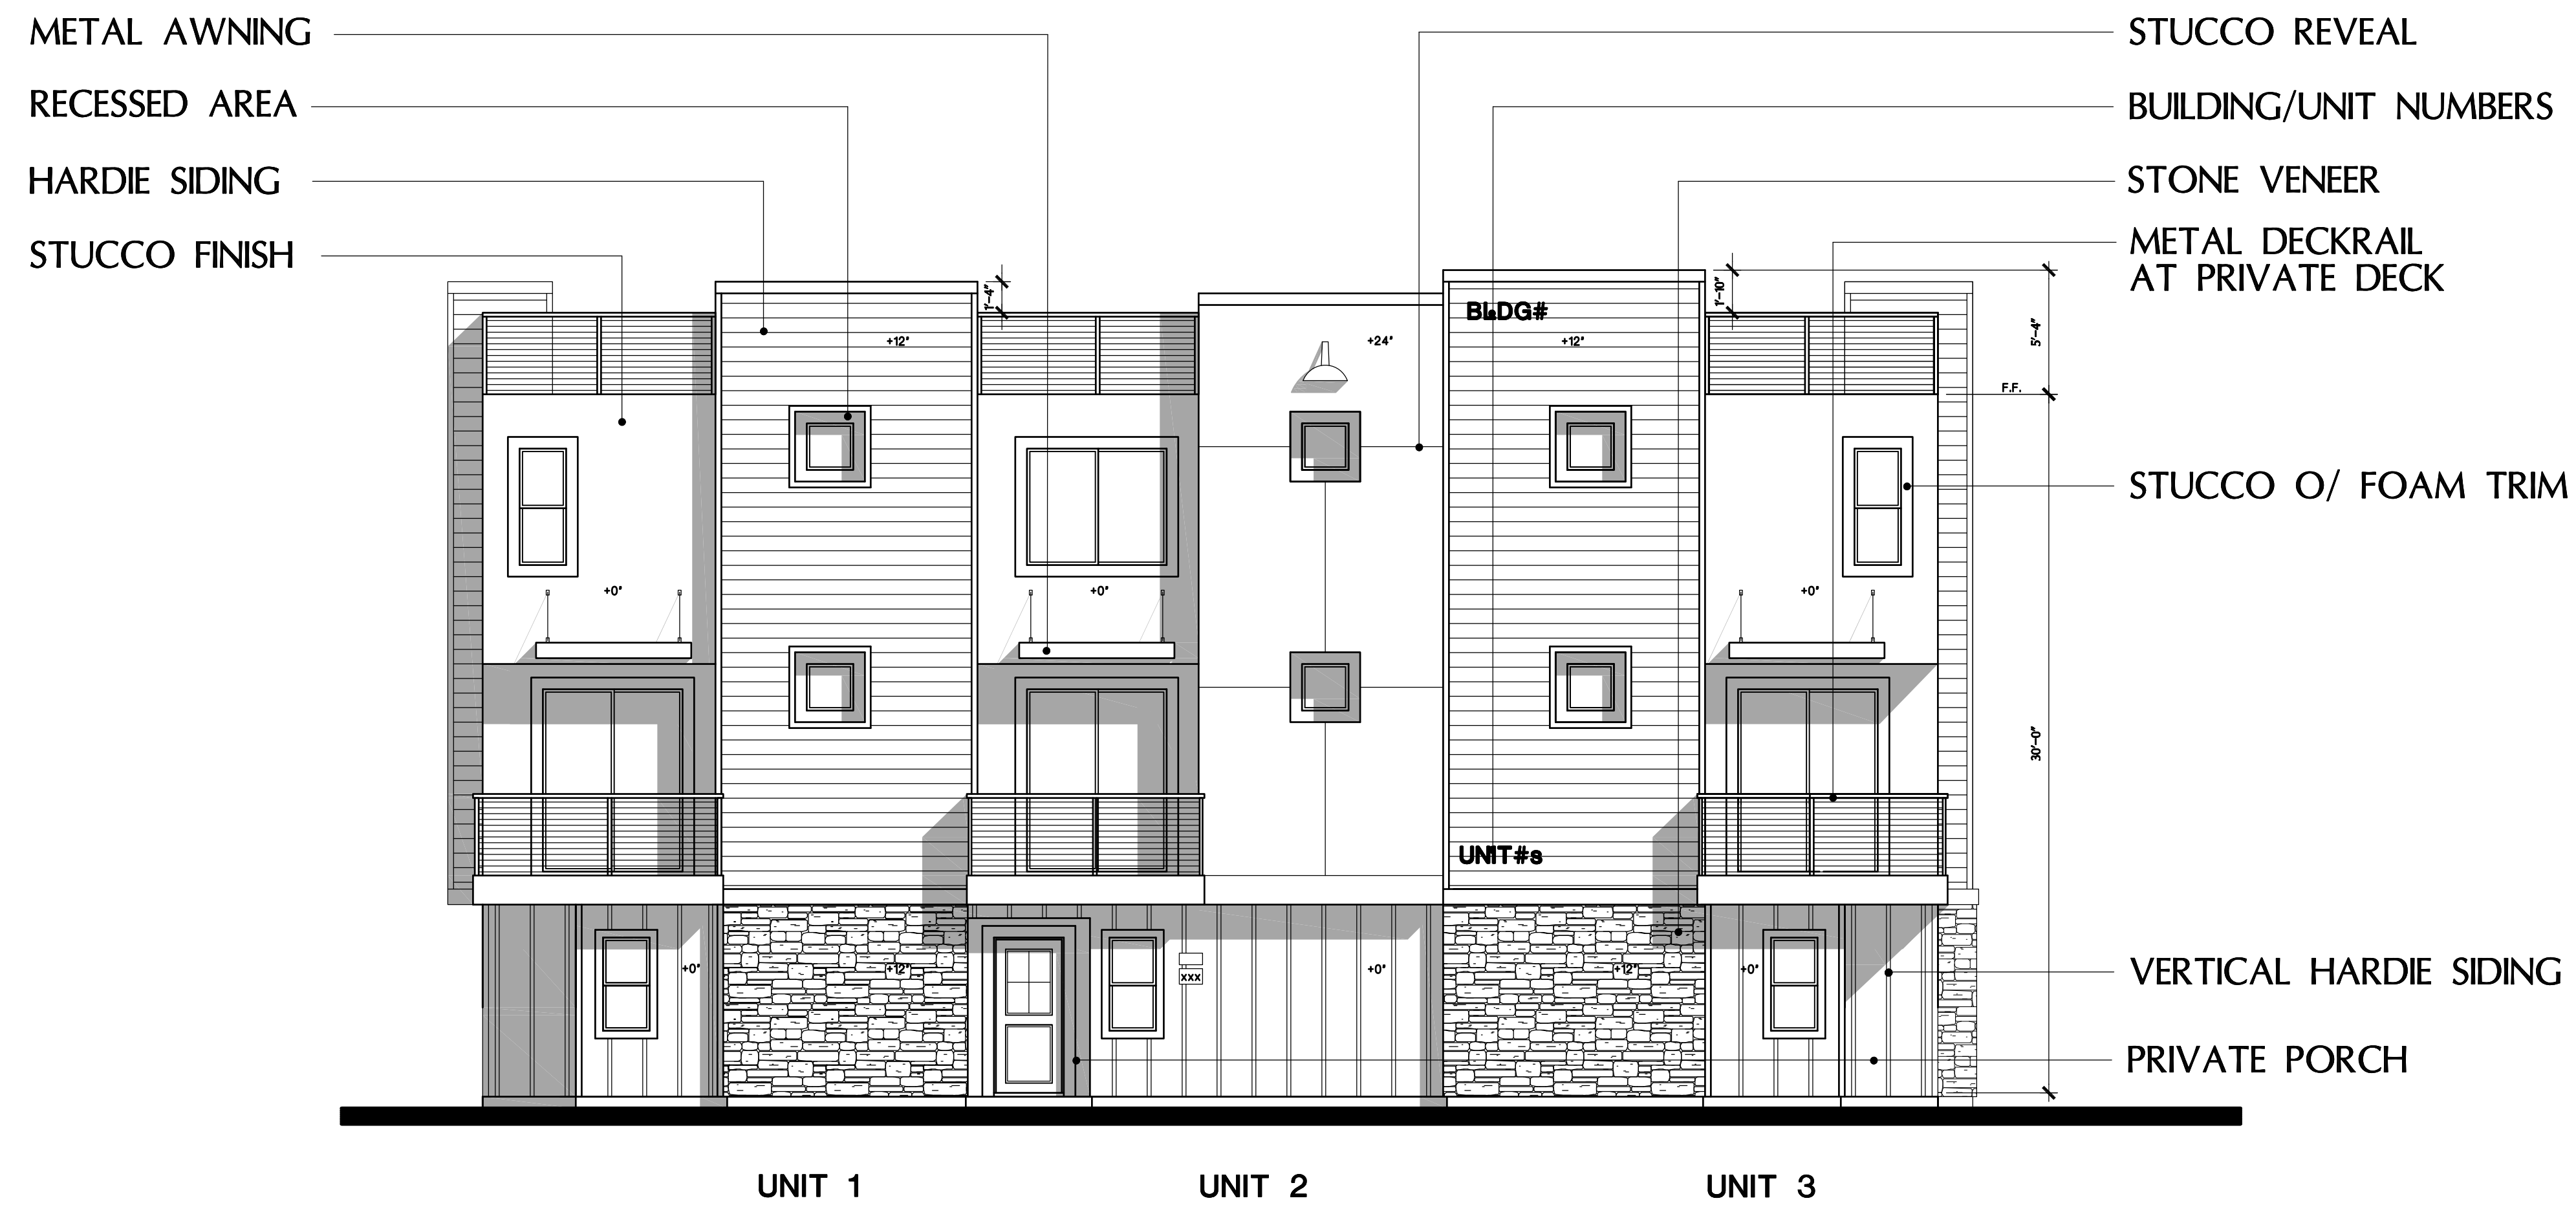 METAL AWNING
RECESSED AREA
HARDIE SIDING
STUCCO FINISH
STUCCO REVEAL
BUILDING/UNIT NUMBERS
STONE VENEER
METAL DECKRAIL
AT PRIVATE DECK
STUCCO O/ FOAM TRIM
VERTICAL HARDIE SIDING
PRIVATE PORCH
1'-4"
1'-10"
BLDG#
+12"
+24"
+12"
5'-4"
F.F.
+0"
+0"
+0"
30'-0"
UNIT#s
+0"
+12"
XXX
+0"
+12"
+0"
UNIT 1
UNIT 2
UNIT 3